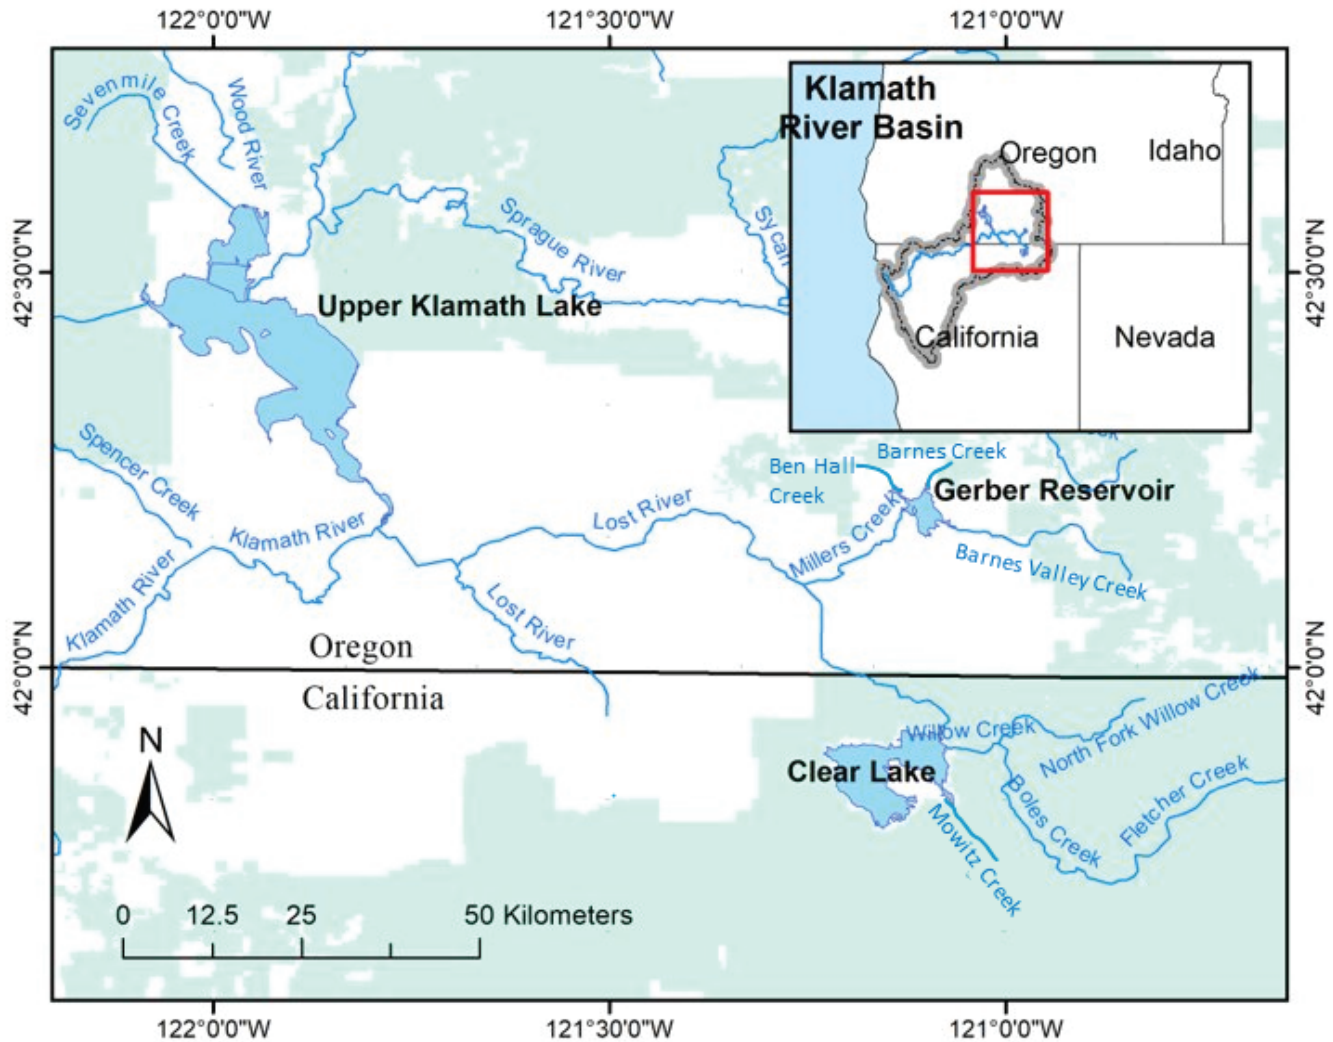 122°0'0"W
121°30'0"W
121°0'0"W
Sevenmile Creek
Wood River
Klamath
River Basin
Oregon
Idaho
California
Nevada
Sycan
Sprague River
42°30'0"N
42°30'0"N
Upper Klamath Lake
Spencer Creek
Klamath River
Klamath River
Lost River
Lost River
Ben Hall
Creek
Barnes Creek
Gerber Reservoir
Millers Creek
Barnes Valley Creek
Oregon
California
42°0'0"N
42°0'0"N
Willow Creek
North Fork Willow Creek
Clear Lake
Boles Creek
Fletcher Creek
Mowitz Creek
N
0 12.5 25 50 Kilometers
122°0'0"W
121°30'0"W
121°0'0"W